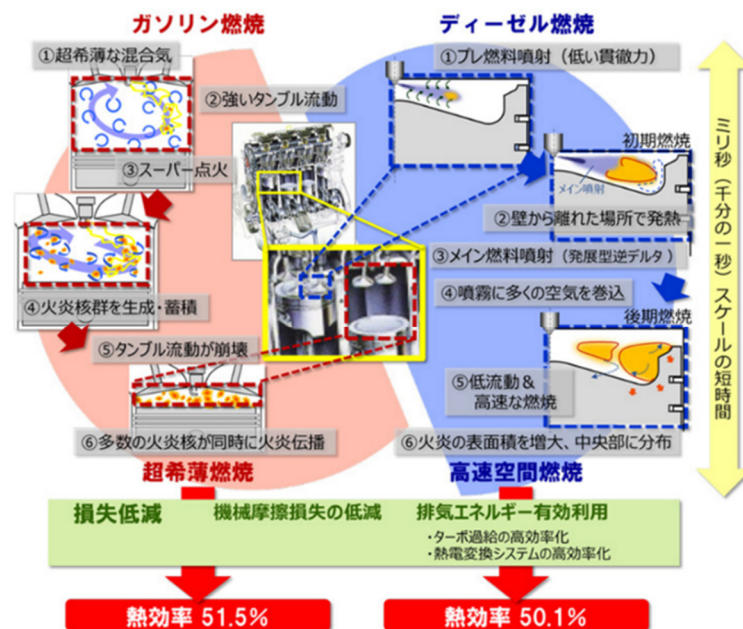 ガソリン燃焼
①超希薄な混合気
②強いタンブル流動
③スーパー点火
④火炎核群を生成・蓄積
⑤タンブル流動が崩壊
⑥多数の火炎核が同時に火炎伝播
超希薄燃焼
ディーゼル燃焼
①プレ燃料噴射（低い貫徹力）
初期燃焼
メイン噴射
②壁から離れた場所で発熱
③メイン燃料噴射（発展型逆デルタ）
④噴霧に多くの空気を巻込
後期燃焼
⑤低流動＆
高速な燃焼
⑥火炎の表面積を増大、中央部に分布
高速空間燃焼
ミリ秒（千分の一秒）スケールの短時間
損失低減
機械摩擦損失の低減
排気エネルギー有効利用
・ターボ過給の高効率化
・熱電変換システムの高効率化
熱効率 51.5%
熱効率 50.1%